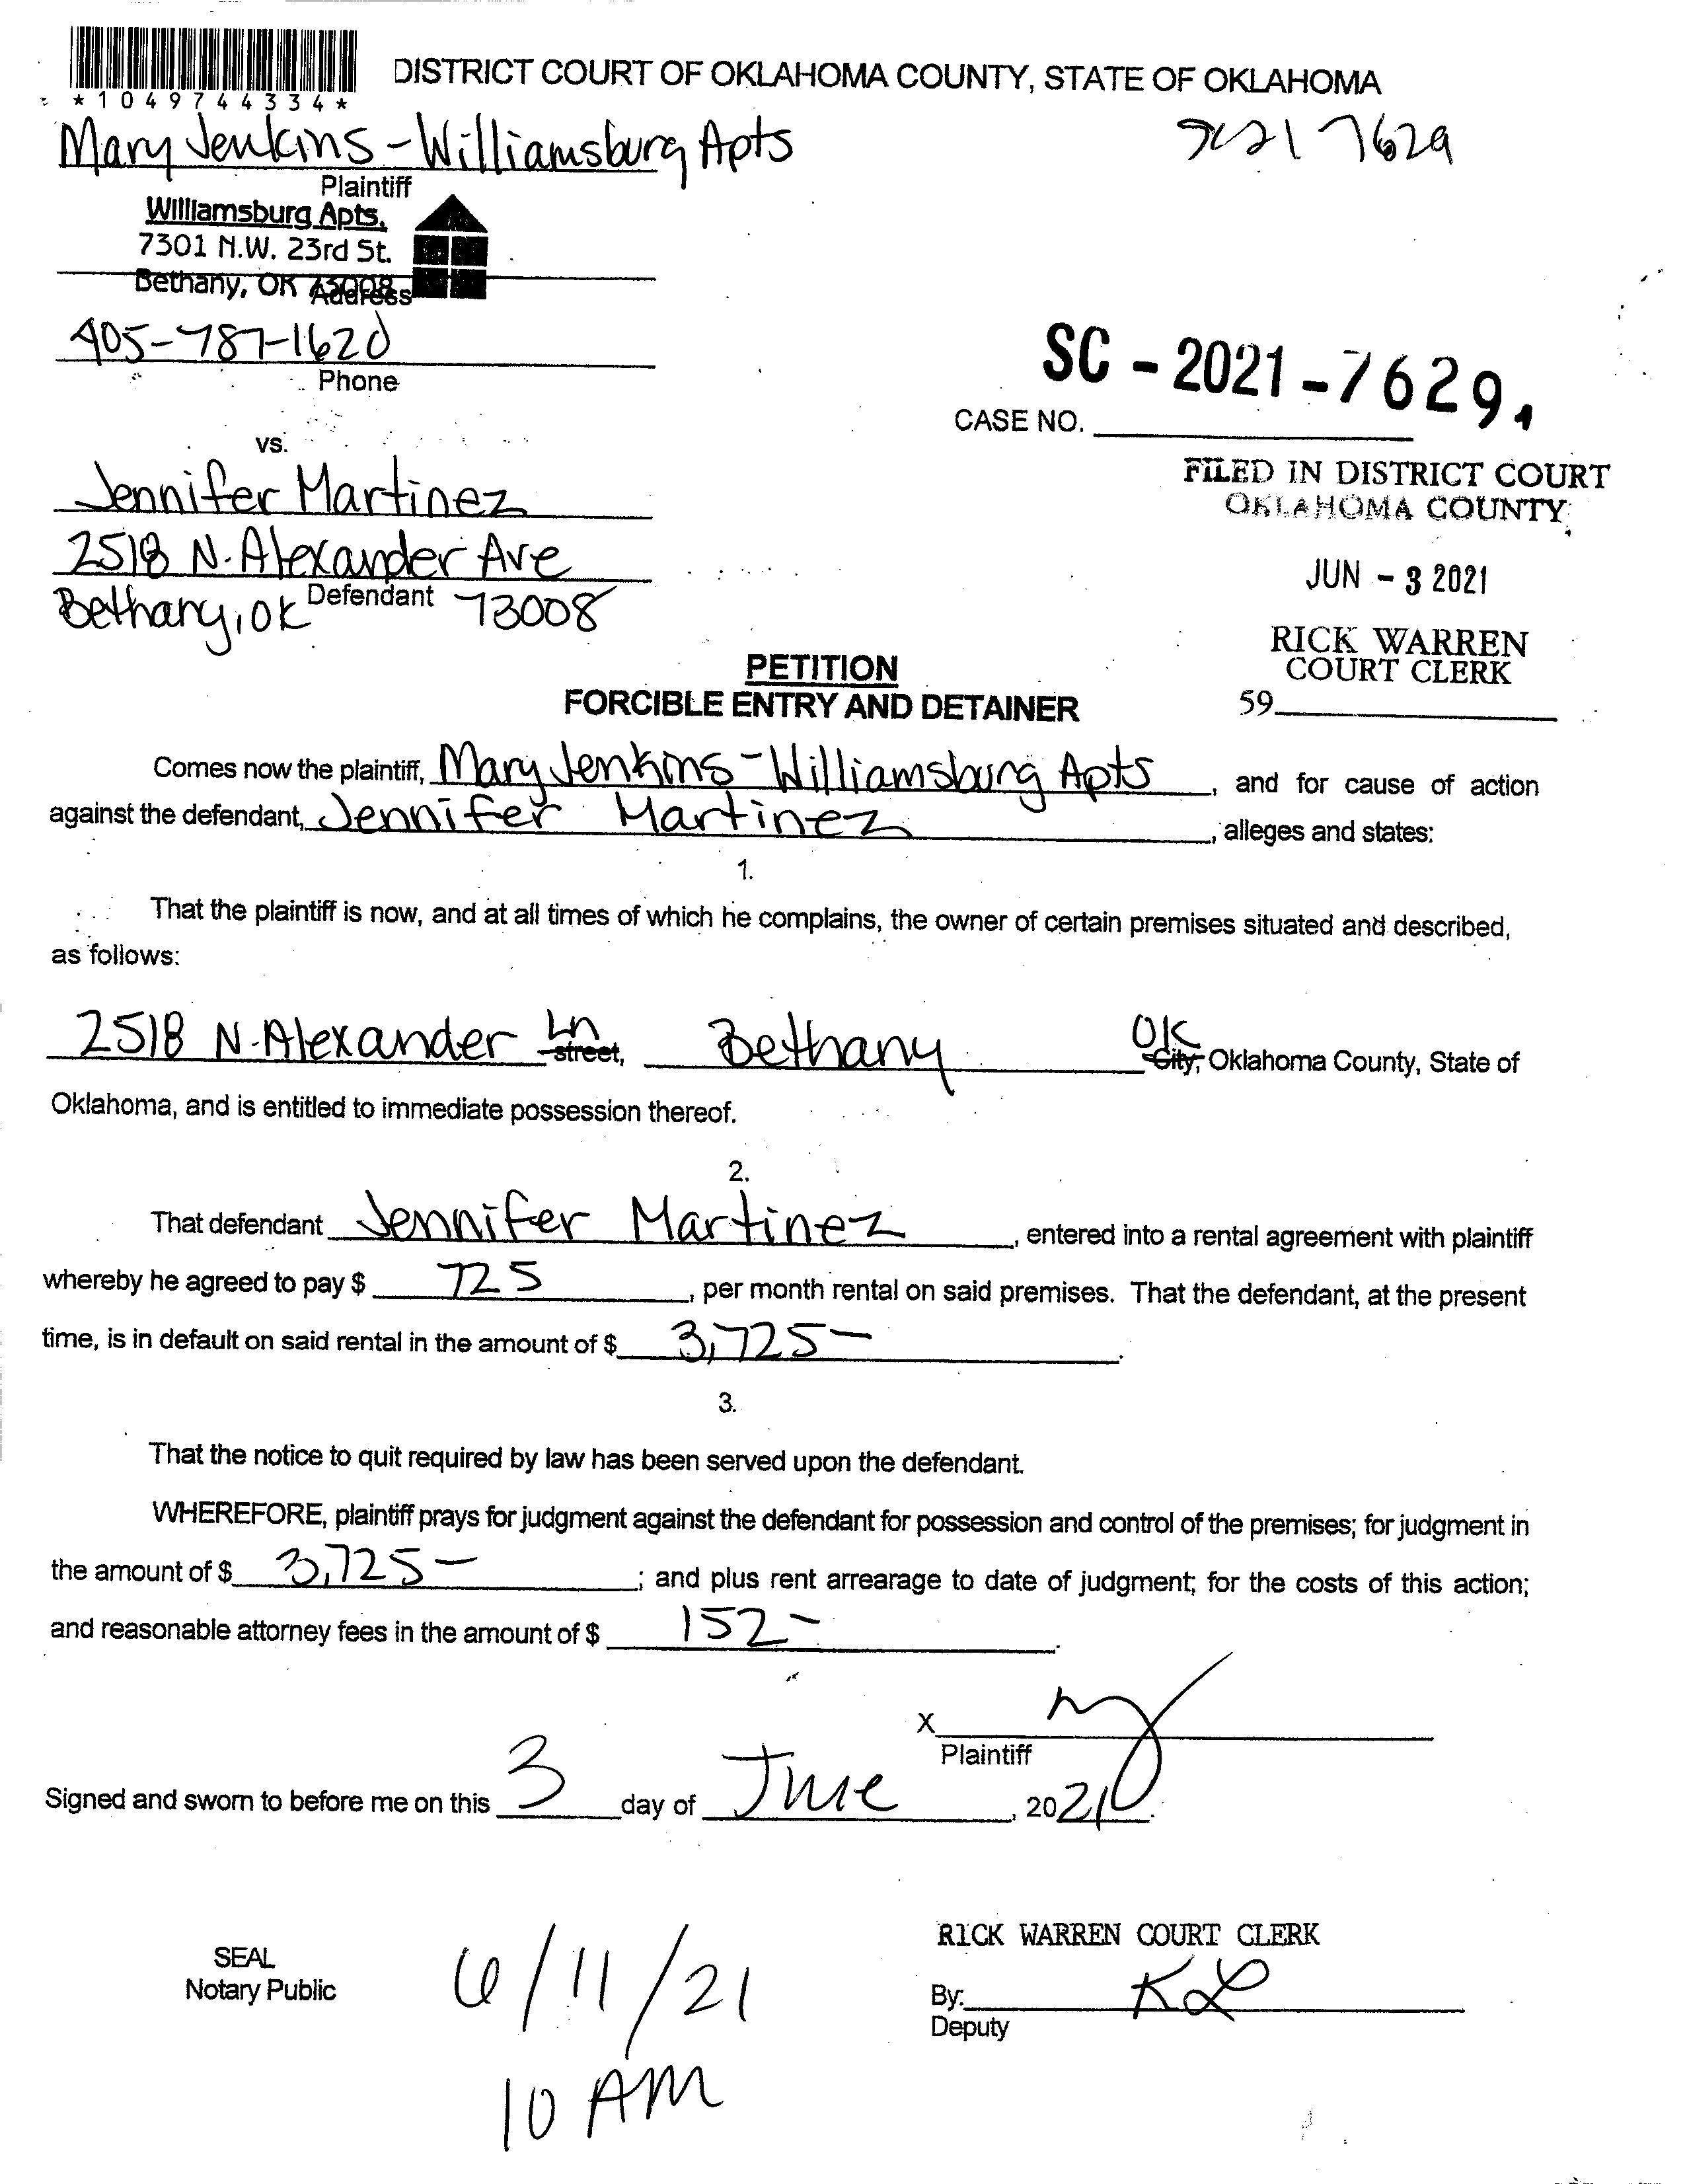 *1049744334*
DISTRICT COURT OF OKLAHOMA COUNTY, STATE OF OKLAHOMA
Mary Jenkins - Williamsburg Apts
Plaintiff
7629
Williamsburg Apts.
7301 N.W. 23rd St.
Bethany, OK 73008
Address
405-787-1620
Phone
SC - 2021 - 7629
CASE NO.
vs.
Jennifer Martinez
2518 N. Alexander Ave
Defendant
Bethany, OK 73008
FILED IN DISTRICT COURT
OKLAHOMA COUNTY
JUN - 3 2021
RICK WARREN
COURT CLERK
59
PETITION
FORCIBLE ENTRY AND DETAINER
Comes now the plaintiff, Mary Jenkins - Williamsburg Apts, and for cause of action
against the defendant, Jennifer Martinez, alleges and states:
1.
That the plaintiff is now, and at all times of which he complains, the owner of certain premises situated and described,
as follows:
2518 N. Alexander Ln street, Bethany OK City, Oklahoma County, State of
Oklahoma, and is entitled to immediate possession thereof.
2.
That defendant Jennifer Martinez, entered into a rental agreement with plaintiff
whereby he agreed to pay $ 725, per month rental on said premises. That the defendant, at the present
time, is in default on said rental in the amount of $ 3,725-.
3.
That the notice to quit required by law has been served upon the defendant.
WHEREFORE, plaintiff prays for judgment against the defendant for possession and control of the premises; for judgment in
the amount of $ 3,725-; and plus rent arrearage to date of judgment; for the costs of this action;
and reasonable attorney fees in the amount of $ 152-.
X
Plaintiff
Signed and sworn to before me on this 3 day of June, 2021.
SEAL
Notary Public
6/11/21
10 AM
RICK WARREN COURT CLERK
By: KL
Deputy